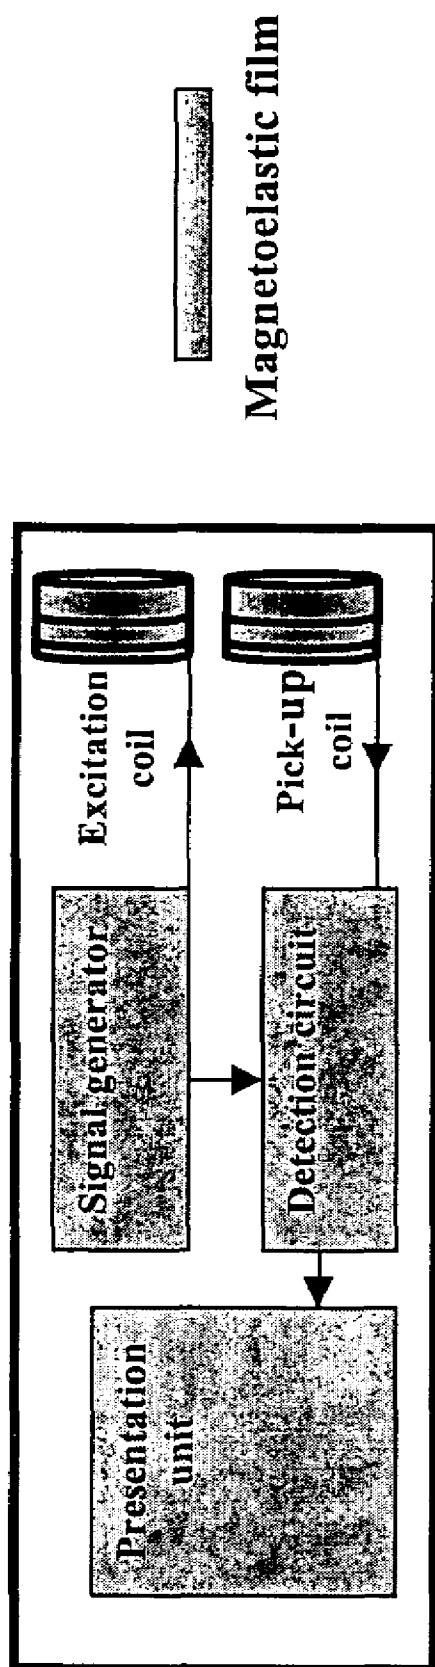 Presentation
unit
Signal generator
Detection circuit
Excitation
coil
Pick-up
coil
Magnetoelastic film